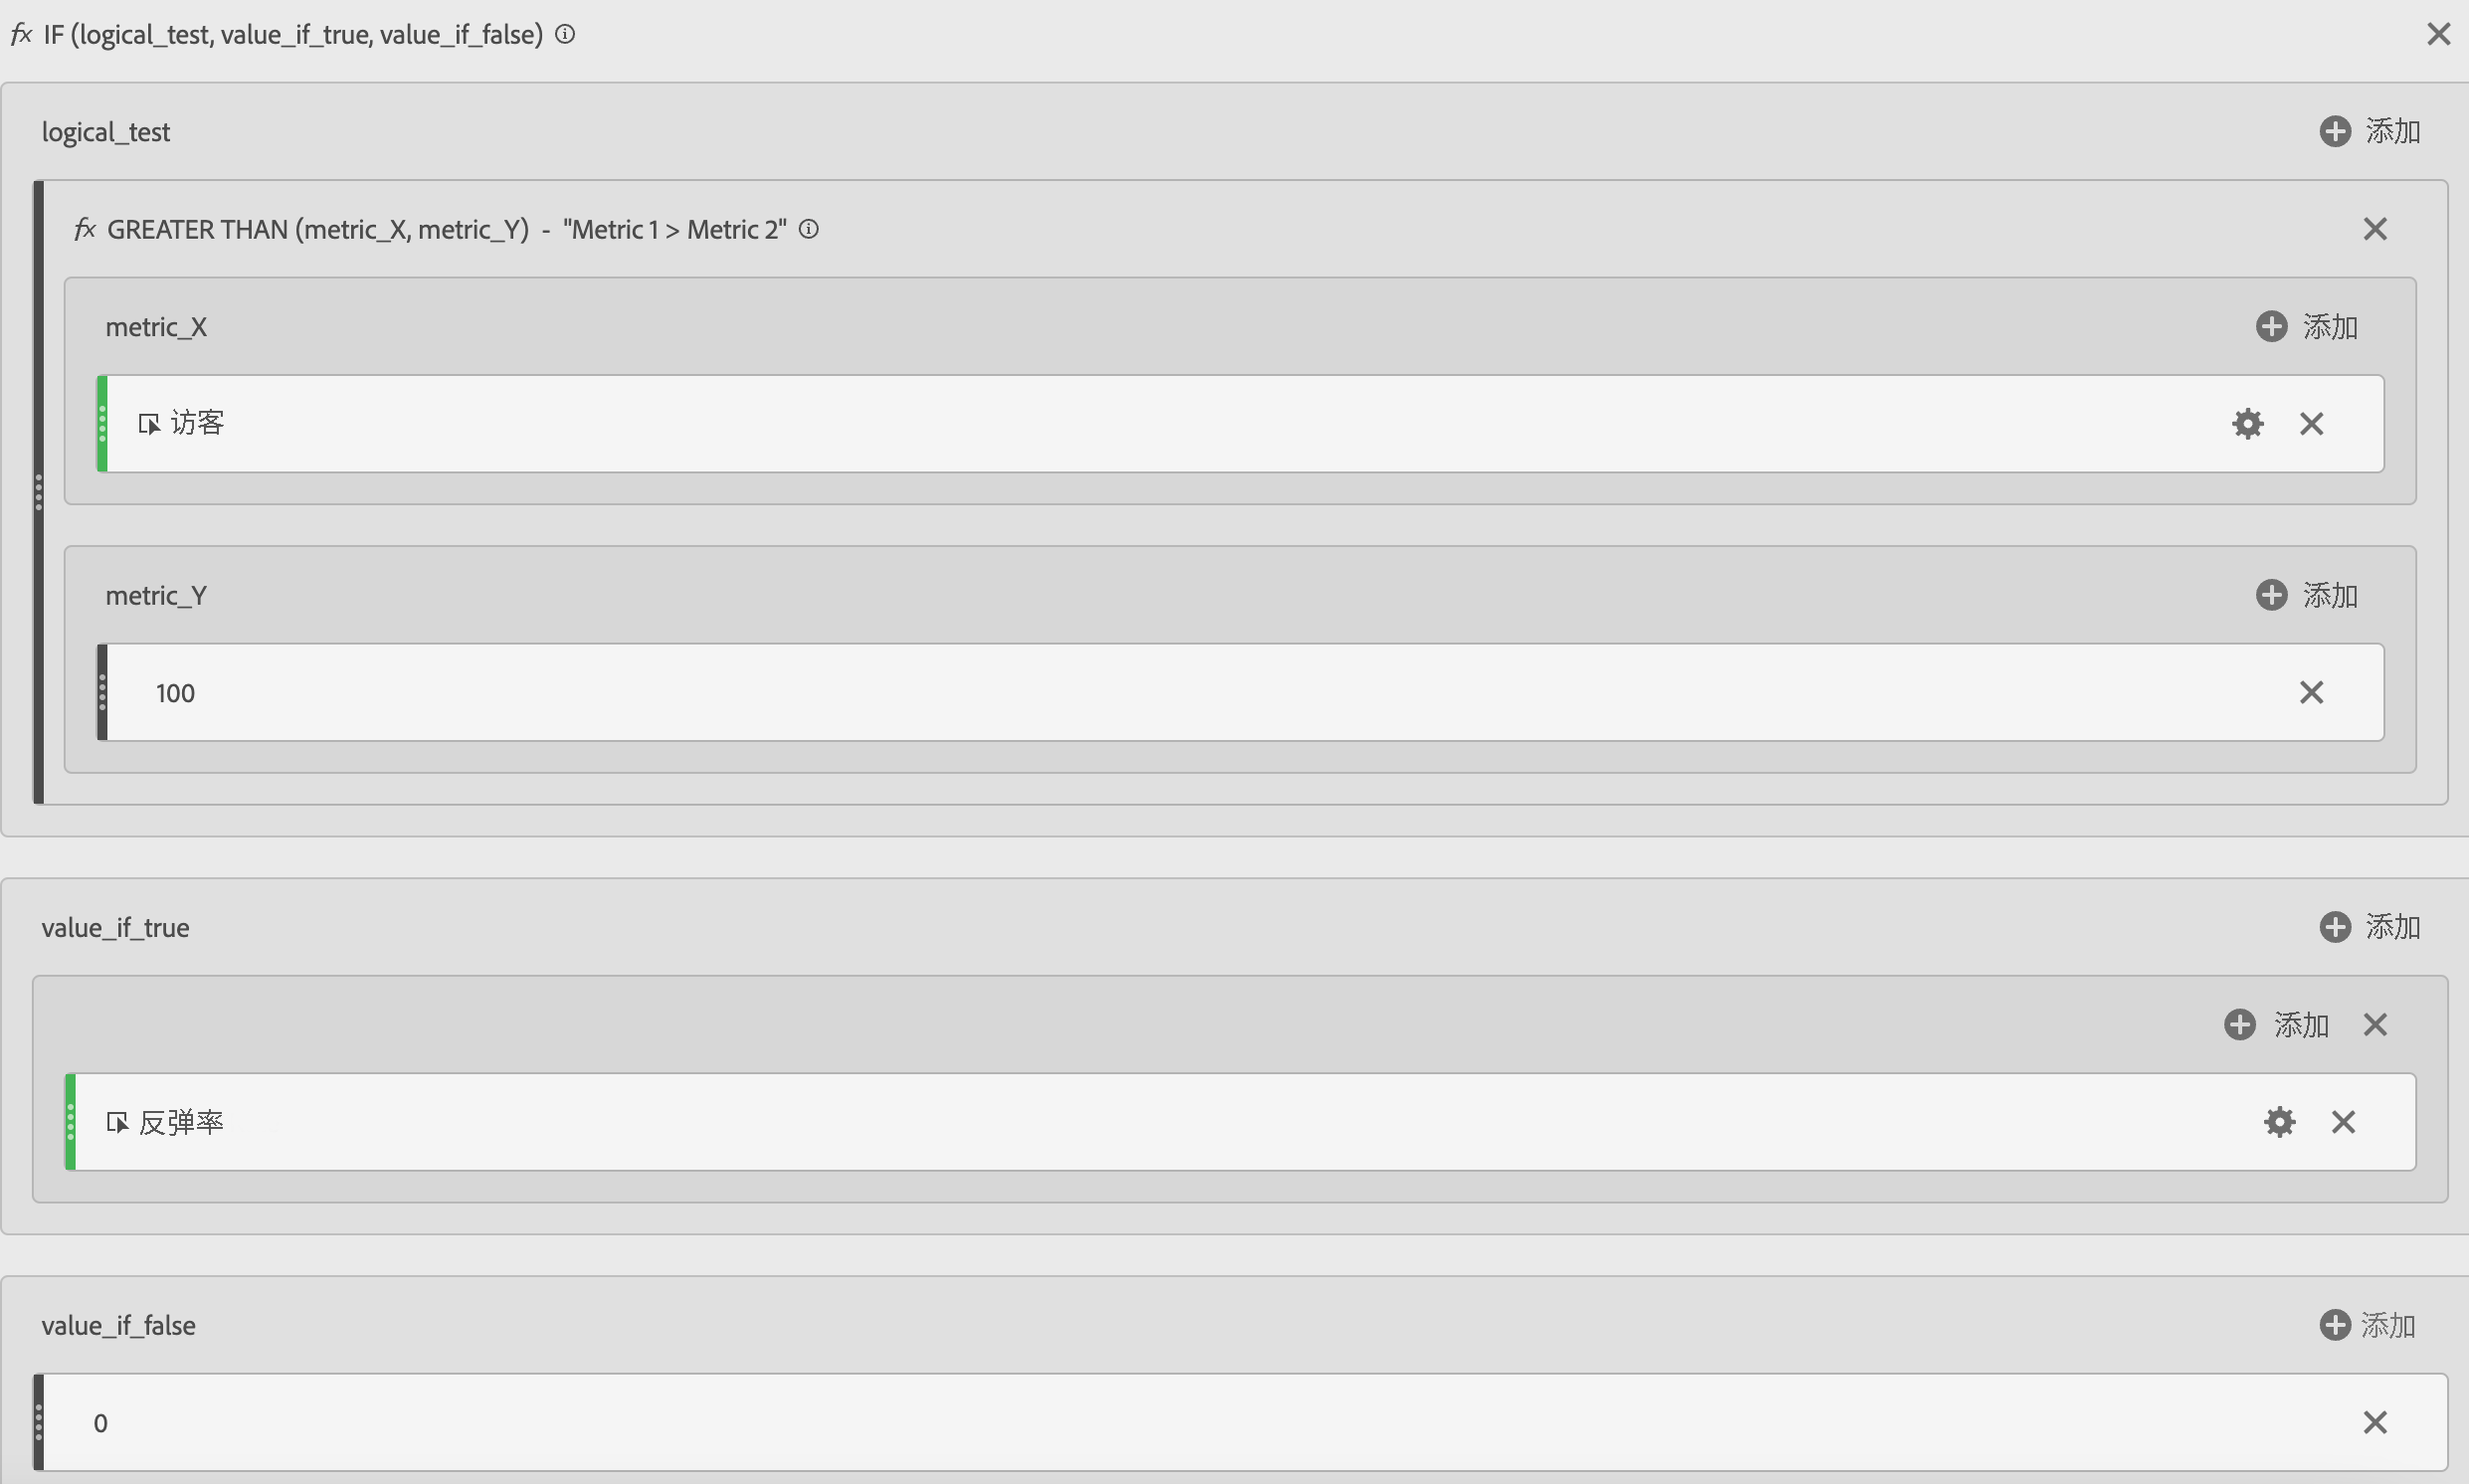 fx IF (logical_test, value_if_true, value_if_false)
logical_test 添加
fx GREATER THAN (metric_X, metric_Y) - "Metric 1 > Metric 2"
metric_X 添加
访客
metric_Y 添加
100
value_if_true 添加
添加
反弹率
value_if_false 添加
0